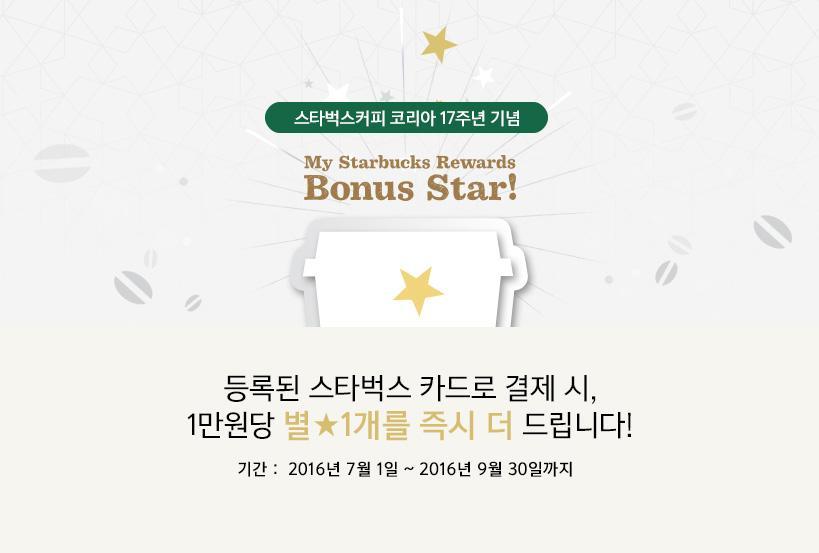 스타벅스커피 코리아 17주년 기념
My Starbucks Rewards
Bonus Star!
등록된 스타벅스 카드로 결제 시,
1만원당 별★1개를 즉시 더 드립니다!
기간 : 2016년 7월 1일 ~ 2016년 9월 30일까지